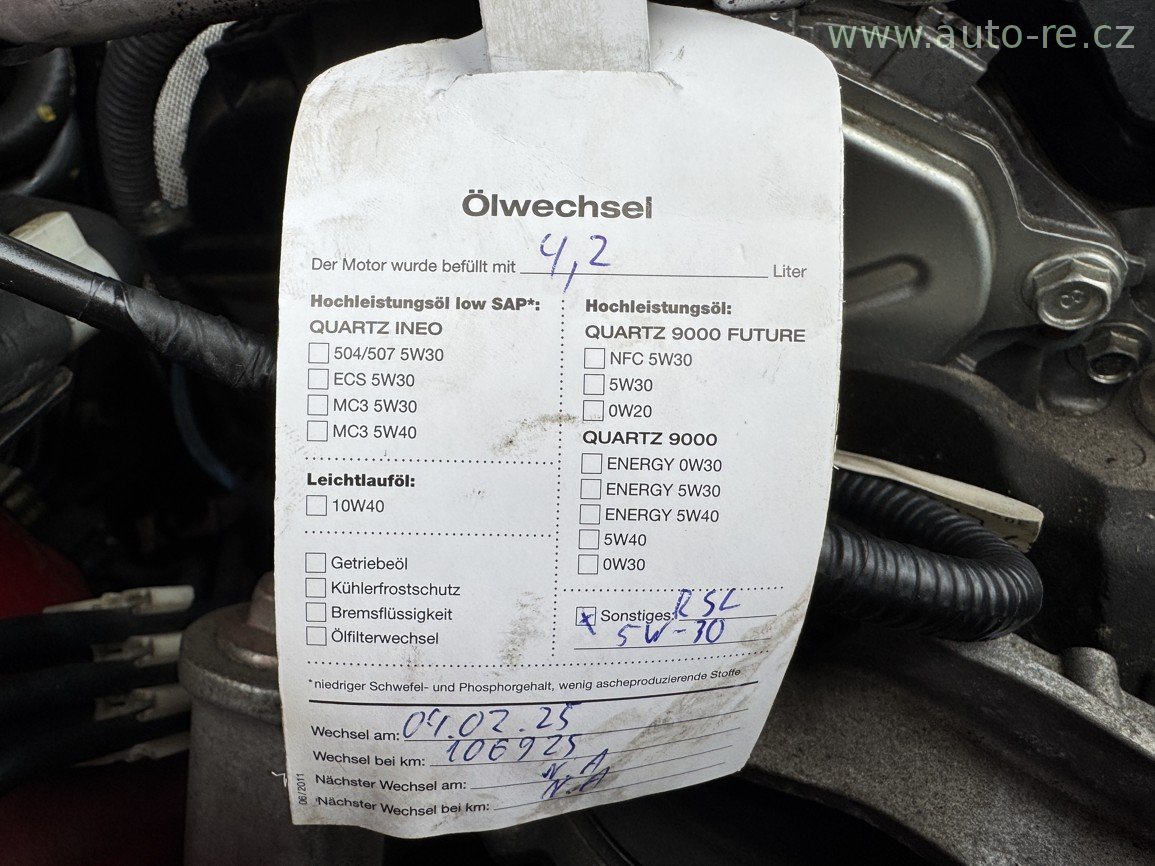 www.auto-re.cz
Ölwechsel
Der Motor wurde befüllt mit 4,2 Liter
Hochleistungsöl low SAP*:
QUARTZ INEO
504/507 5W30
ECS 5W30
MC3 5W30
MC3 5W40
Leichtlauföl:
10W40
Getriebeöl
Kühlerfrostschutz
Bremsflüssigkeit
Ölfilterwechsel
Hochleistungsöl:
QUARTZ 9000 FUTURE
NFC 5W30
5W30
0W20
QUARTZ 9000
ENERGY 0W30
ENERGY 5W30
ENERGY 5W40
5W40
0W30
x Sonstiges: RSL
5W-30
*niedriger Schwefel- und Phosphorgehalt, wenig ascheproduzierende Stoffe
Wechsel am: 04.02.25
Wechsel bei km: 106925
Nächster Wechsel am: N.A
Nächster Wechsel bei km: N.A
06/2011